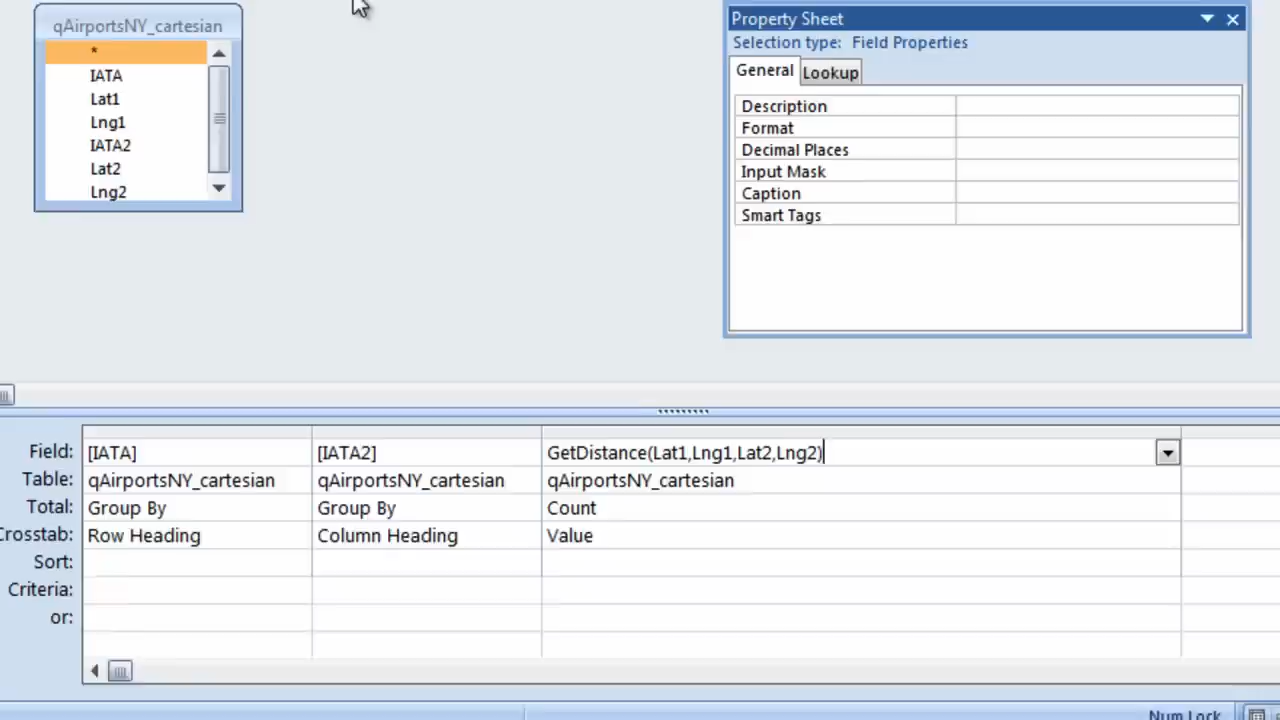 qAirportsNY_cartesian
*
IATA
Lat1
Lng1
IATA2
Lat2
Lng2
Property Sheet
Selection type: Field Properties
General Lookup
Description
Format
Decimal Places
Input Mask
Caption
Smart Tags
Field: [IATA] [IATA2] GetDistance(Lat1,Lng1,Lat2,Lng2)
Table: qAirportsNY_cartesian qAirportsNY_cartesian qAirportsNY_cartesian
Total: Group By Group By Count
Crosstab: Row Heading Column Heading Value
Sort:
Criteria:
or:
Num Lock